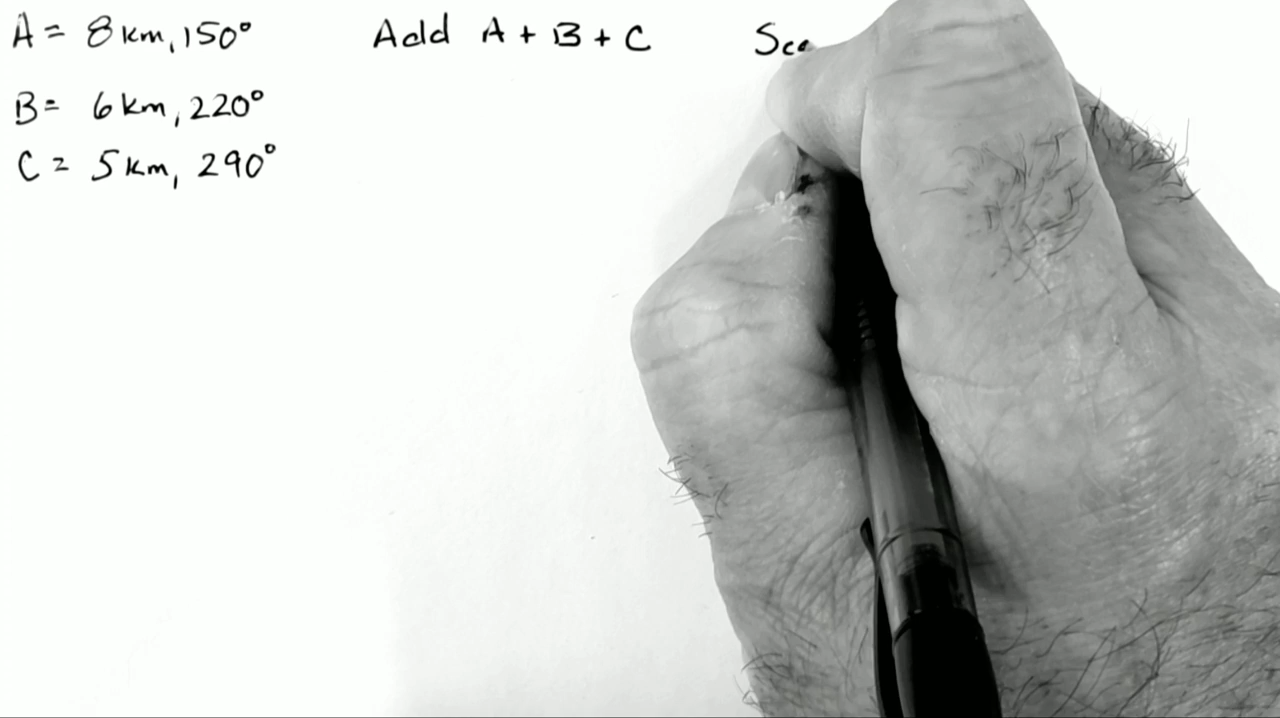 A = 8 km, 150° Add A + B + C
B = 6 km, 220°
C = 5 km, 290°